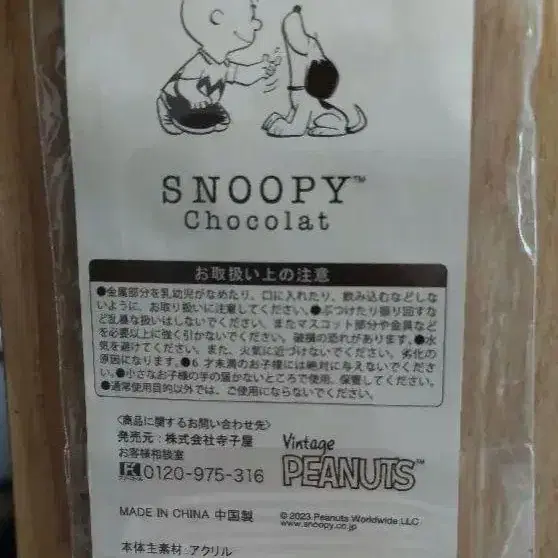 SNOOPY™
Chocolat
お取扱い上の注意
●金属部分を乳幼児がなめたり、口に入れたり、飲み込むなどしな
いように、お取り扱いに注意してください。●ぶつけたり振り回すな
ど乱暴な扱いはしないでください。またマスコット部分や金具など
を必要以上に強く引かないでください。破損の恐れがあります。●水
気を避けてください。また、火気に近づけないでください。劣化の
原因になります。●6才未満のお子様には絶対に与えないでくださ
い。●小さなお子様の手の届かないところで使用、保管してください。
●通常使用目的以外では、ご使用にならないでください。
〈商品に関するお問い合わせ先〉
発売元：株式会社寺子屋
お客様相談室
0120-975-316
Vintage
PEANUTS™
MADE IN CHINA 中国製
© 2023 Peanuts Worldwide LLC
www.snoopy.co.jp
本体主素材：アクリル